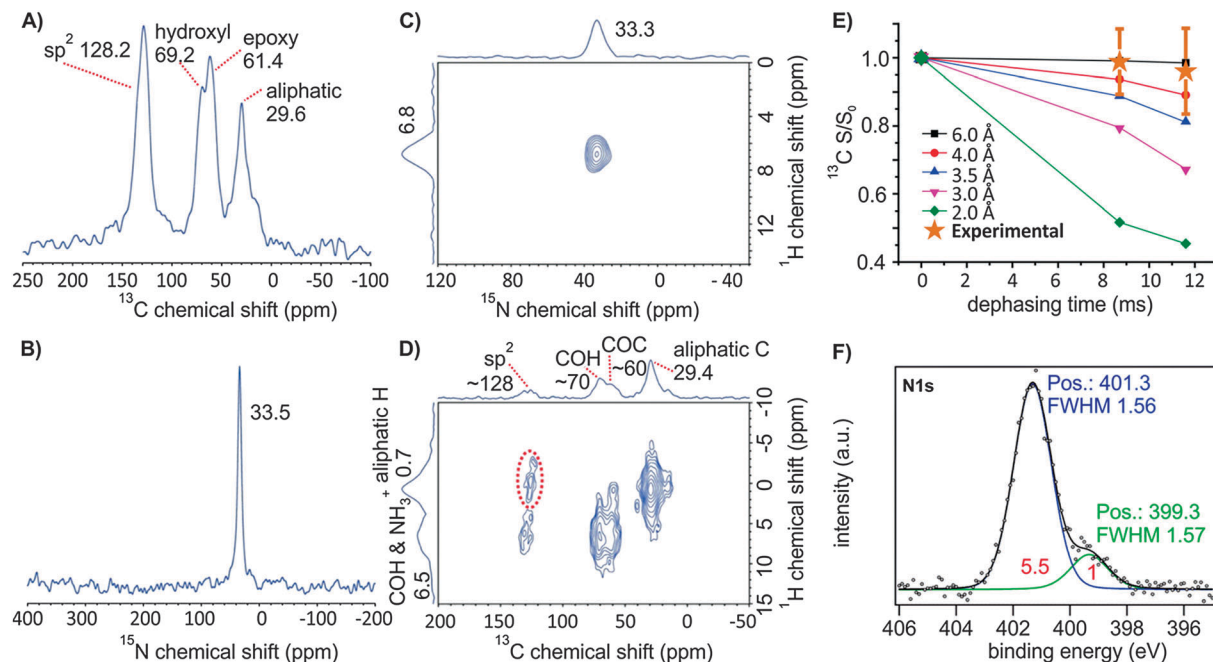 A)
sp² 128.2
hydroxyl
69.2
epoxy
61.4
aliphatic
29.6
250 200 150 100 50 0 -50 -100
¹³C chemical shift (ppm)
B)
33.5
400 300 200 100 0 -100 -200
¹⁵N chemical shift (ppm)
C)
33.3
6.8
0
4
8
12
¹H chemical shift (ppm)
120 80 40 0 -40
¹⁵N chemical shift (ppm)
D)
sp²
~128
COH
~70
COC
~60
aliphatic C
29.4
COH & NH₃⁺ aliphatic H
6.5 0.7
-10
-5
0
5
10
15
¹H chemical shift (ppm)
200 150 100 50 0 -50
¹³C chemical shift (ppm)
E)
1.0
0.8
0.6
0.4
¹³C S/S₀
6.0 Å
4.0 Å
3.5 Å
3.0 Å
2.0 Å
Experimental
0 2 4 6 8 10 12
dephasing time (ms)
F)
N1s
Pos.: 401.3
FWHM 1.56
Pos.: 399.3
FWHM 1.57
5.5
1
intensity (a.u.)
406 404 402 400 398 396
binding energy (eV)